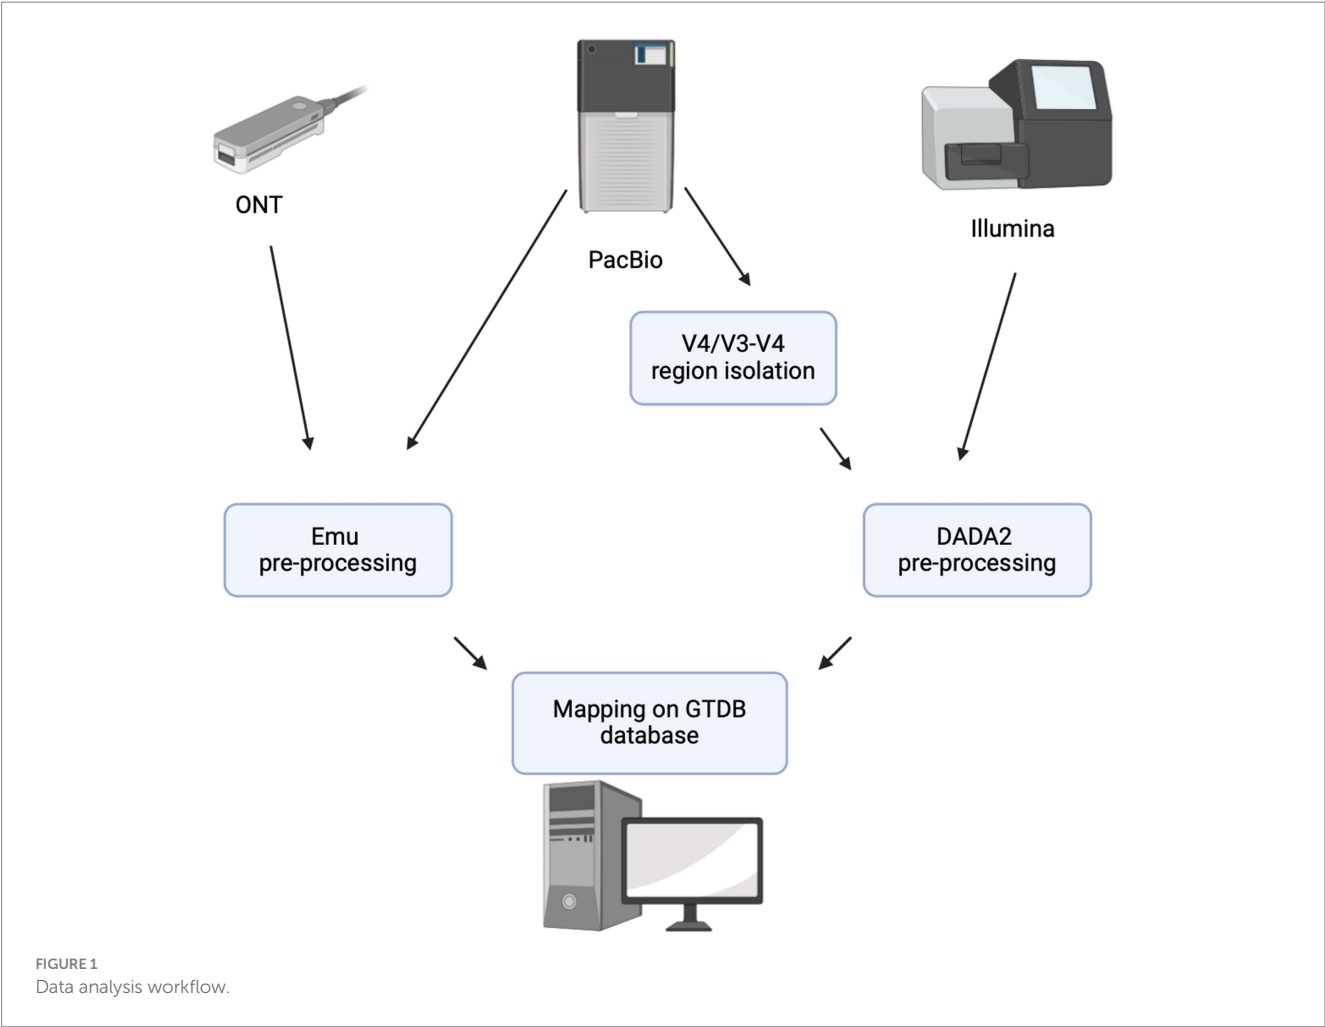 ONT
PacBio
Illumina
V4/V3-V4
region isolation
Emu
pre-processing
DADA2
pre-processing
Mapping on GTDB
database
FIGURE 1
Data analysis workflow.